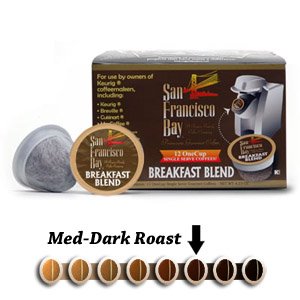 For use by owners of
Keurig®
coffeemakers,
including:
• Keurig®
• Breville®
• Cuisinart®
San
Francisco
Bay
12 OneCup
SINGLE SERVE COFFEES
BREAKFAST BLEND
San
Francisco
Bay
BREAKFAST
BLEND
Med-Dark Roast